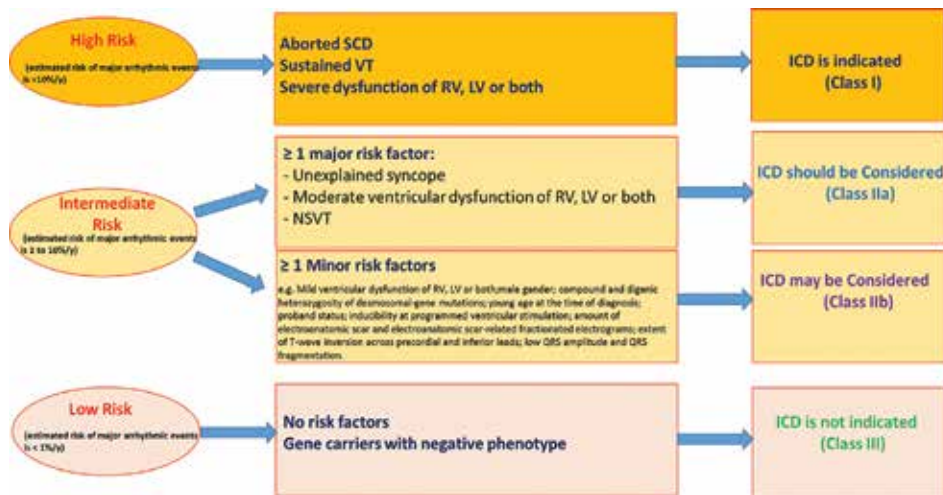 High Risk
(estimated risk of major arrhythmic events
is >10%/y)
Aborted SCD
Sustained VT
Severe dysfunction of RV, LV or both
ICD is indicated
(Class I)
Intermediate
Risk
(estimated risk of major arrhythmic events
is 1 to 10%/y)
≥ 1 major risk factor:
- Unexplained syncope
- Moderate ventricular dysfunction of RV, LV or both
- NSVT
ICD should be Considered
(Class IIa)
≥ 1 Minor risk factors
e.g. Mild ventricular dysfunction of RV, LV or both;male gender; compound and digenic
heterozygosity of desmosomal-gene mutations; young age at the time of diagnosis;
proband status; inducibility at programmed ventricular stimulation; amount of
electroanatomic scar and electroanatomic scar-related fractionated electrograms; extent
of T-wave inversion across precordial and inferior leads; low QRS amplitude and QRS
fragmentation.
ICD may be Considered
(Class IIb)
Low Risk
(estimated risk of major arrhythmic events
is < 1%/y)
No risk factors
Gene carriers with negative phenotype
ICD is not indicated
(Class III)